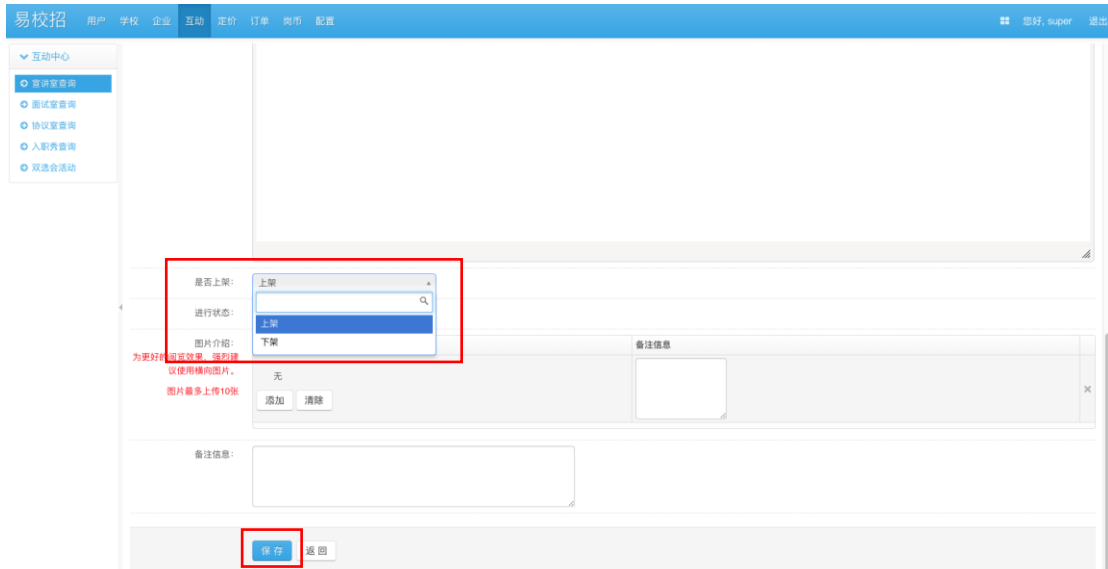 易校招 用户 学校 企业 互动 定价 订单 岗币 配置 您好, super 退出
互动中心
宣讲室查询
面试室查询
协议室查询
入职秀查询
双选会活动
是否上架： 上架
上架
下架
进行状态：
图片介绍： 备注信息
为更好的阅览效果，强烈建
议使用横向图片。
图片最多上传10张
无
添加 清除
备注信息：
保 存 返 回